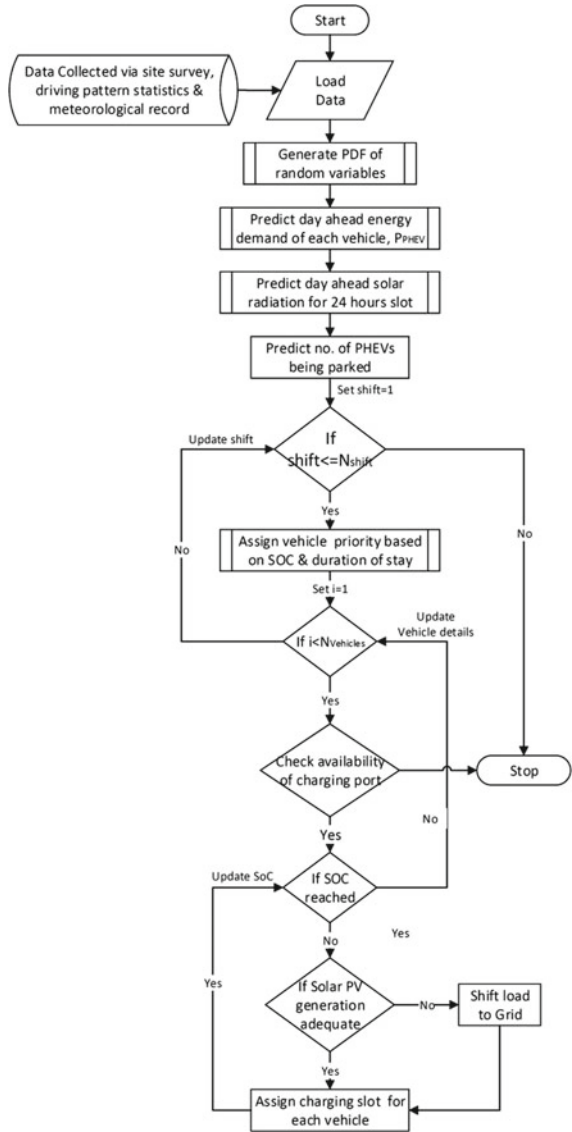 Start
Data Collected via site survey,
driving pattern statistics &
meteorological record
Load
Data
Generate PDF of
random variables
Predict day ahead energy
demand of each vehicle, PPHEV
Predict day ahead solar
radiation for 24 hours slot
Predict no. of PHEVs
being parked
Set shift=1
Update shift
If
shift<=Nshift
Yes
No
No
Assign vehicle priority based
on SOC & duration of stay
Set i=1
Update
Vehicle details
If i<NVehicles
Yes
Check availability
of charging port
Stop
Yes
No
Update SoC
If SOC
reached
No
Yes
Yes
If Solar PV
generation
adequate
No
Shift load
to Grid
Yes
Assign charging slot for
each vehicle